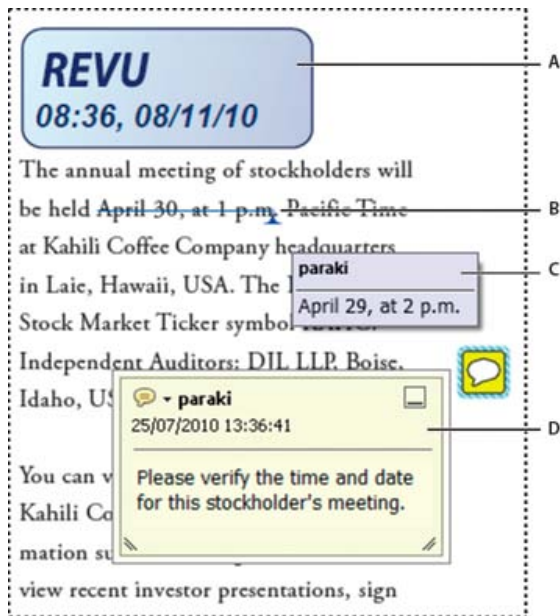 REVU
08:36, 08/11/10
A
The annual meeting of stockholders will
be held April 30, at 1 p.m. Pacific Time
B
at Kahili Coffee Company headquarters
paraki
C
in Laie, Hawaii, USA. The
April 29, at 2 p.m.
Stock Market Ticker symbol
Independent Auditors: DIL LLP, Boise,
Idaho,
paraki
25/07/2010 13:36:41
D
Please verify the time and date
for this stockholder's meeting.
You can
Kahili
mation
view recent investor presentations, sign